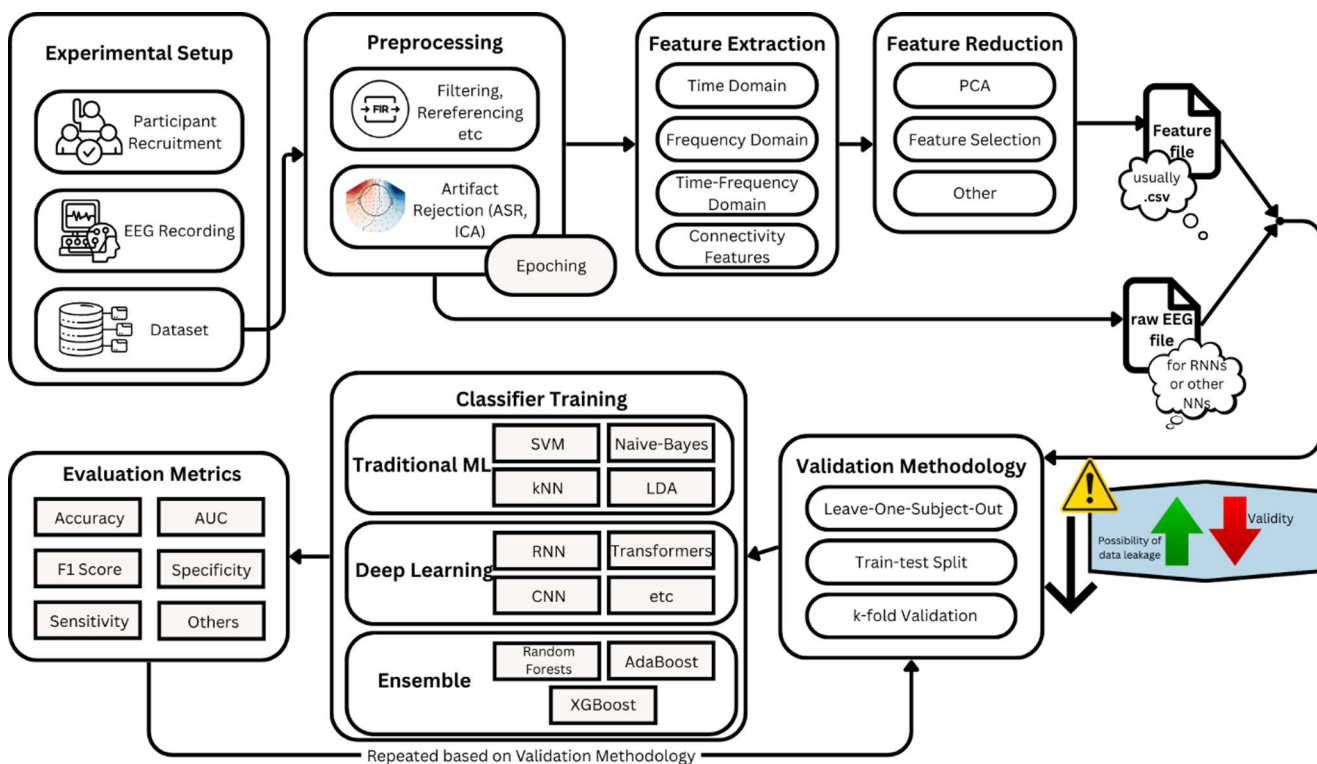 Experimental Setup
Participant
Recruitment
EEG Recording
Dataset
Preprocessing
FIR
Filtering,
Rereferencing
etc
Artifact
Rejection (ASR,
ICA)
Epoching
Feature Extraction
Time Domain
Frequency Domain
Time-Frequency
Domain
Connectivity
Features
Feature Reduction
PCA
Feature Selection
Other
Feature
file
usually
.csv
raw EEG
file
for RNNs
or other
NNs
Validation Methodology
Leave-One-Subject-Out
Train-test Split
k-fold Validation
Possibility of
data leakage
Validity
Classifier Training
Traditional ML
SVM
Naive-Bayes
kNN
LDA
Deep Learning
RNN
Transformers
CNN
etc
Ensemble
Random
Forests
AdaBoost
XGBoost
Evaluation Metrics
Accuracy
AUC
F1 Score
Specificity
Sensitivity
Others
Repeated based on Validation Methodology